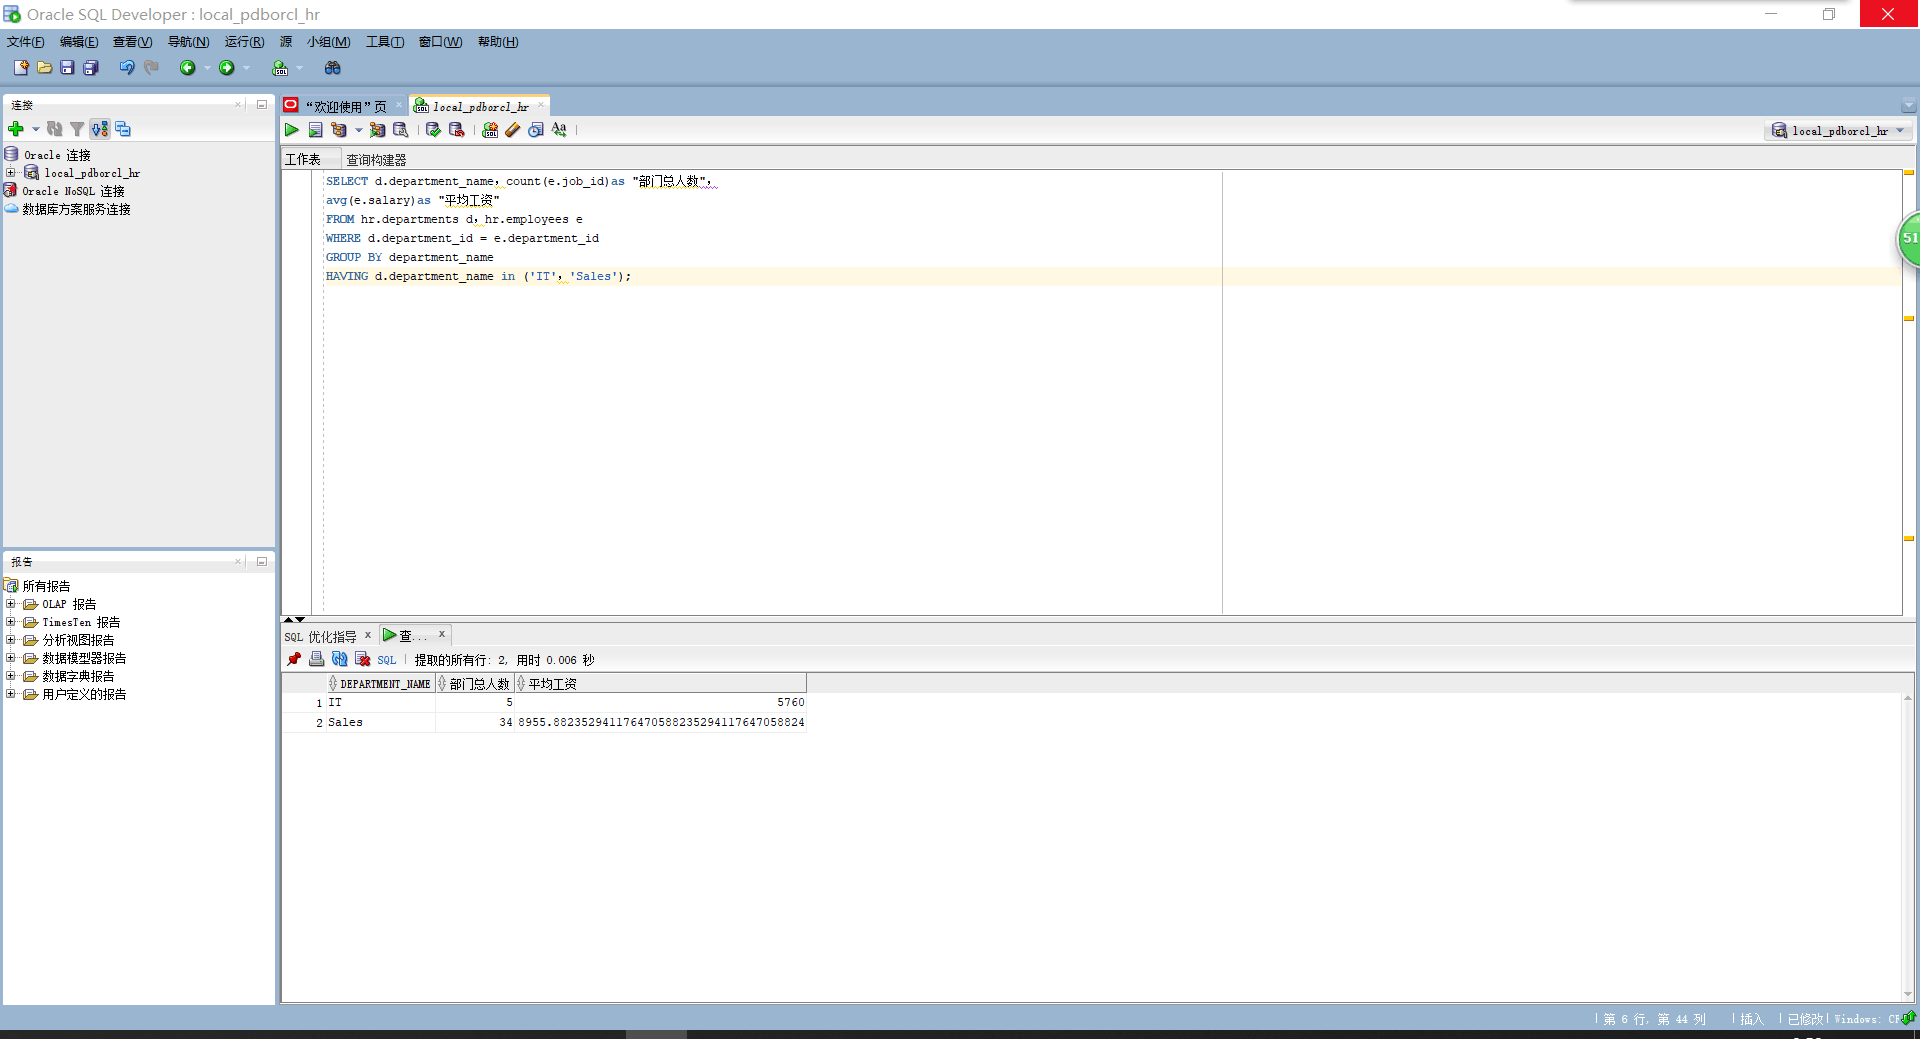 Oracle SQL Developer : local_pdborcl_hr
文件(F) 编辑(E) 查看(V) 导航(N) 运行(R) 源 小组(M) 工具(T) 窗口(W) 帮助(H)
连接
“欢迎使用”页
local_pdborcl_hr
local_pdborcl_hr
Oracle 连接
local_pdborcl_hr
Oracle NoSQL 连接
数据库方案服务连接
工作表 查询构建器
SELECT d.department_name，count(e.job_id)as "部门总人数"，
avg(e.salary)as "平均工资"
FROM hr.departments d，hr.employees e
WHERE d.department_id = e.department_id
GROUP BY department_name
HAVING d.department_name in ('IT'，'Sales');
51
报告
所有报告
OLAP 报告
TimesTen 报告
分析视图报告
数据模型器报告
数据字典报告
用户定义的报告
SQL 优化指导 查...
SQL 提取的所有行: 2, 用时 0.006 秒
DEPARTMENT_NAME 部门总人数 平均工资
1 IT 5 5760
2 Sales 34 8955.88235294117647058823529411764705 8824
第 6 行, 第 44 列 插入 已修改 Windows: CR